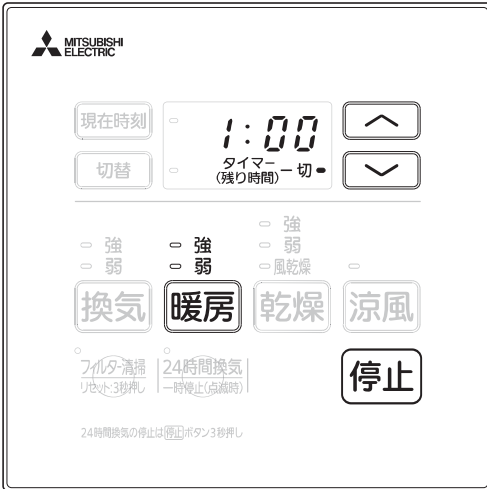 MITSUBISHI
ELECTRIC
現在時刻
1:00
切替
タイマー
(残り時間)
切
強
弱
強
弱
強
弱
風乾燥
換気
暖房
乾燥
涼風
フィルター清掃
リセット:3秒押し
24時間換気
一時停止(点滅時)
停止
24時間換気の停止は停止ボタン3秒押し